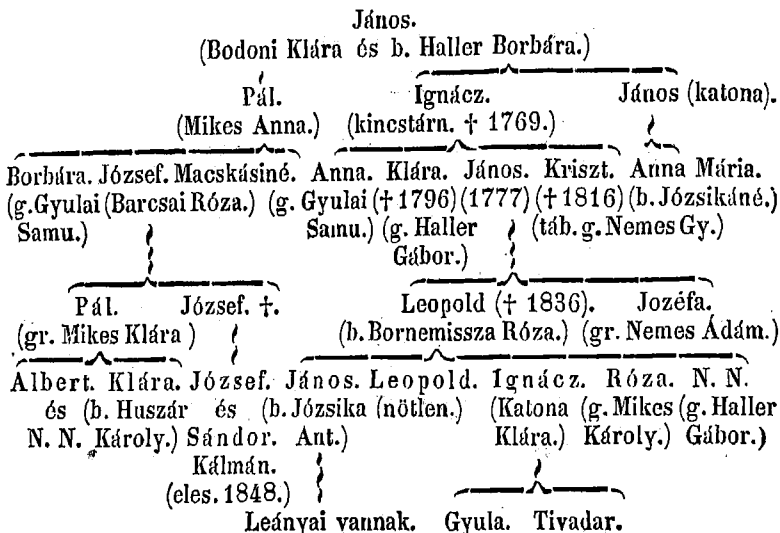 János.
(Bodoni Klára és b. Haller Borbára.)
Pál. Ignácz. János (katona).
(Mikes Anna.) (kincstárn. † 1769.)
Borbára. József. Macskásiné. Anna. Klára. János. Kriszt. Anna Mária.
(g. Gyulai (Barcsai Róza.) (g. Gyulai († 1796) (1777) († 1816) (b. Józsikáné.)
Samu.) Samu.) (g. Haller (táb. g. Nemes Gy.)
Gábor.)
Pál. József. †. Leopold († 1836). Jozéfa.
(gr. Mikes Klára ) (b. Bornemissza Róza.) (gr. Nemes Ádám.)
Albert. Klára. József. János. Leopold. Ignácz. Róza. N. N.
és (b. Huszár és (b. Józsika (nötlen.) (Katona (g. Mikes (g. Haller
N. N. Károly.) Sándor. Ant.) Klára.) Károly.) Gábor.)
Kálmán.
(eles. 1848.)
Leányai vannak. Gyula. Tivadar.